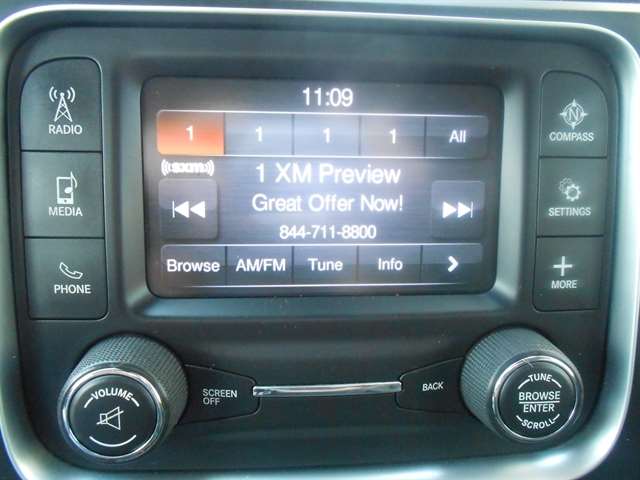 11:09
1 1 1 1 All
((sxm))
1 XM Preview
Great Offer Now!
844-711-8800
Browse AM/FM Tune Info >
RADIO
MEDIA
PHONE
N
COMPASS
SETTINGS
+
MORE
VOLUME
SCREEN
OFF
BACK
TUNE
BROWSE
ENTER
SCROLL